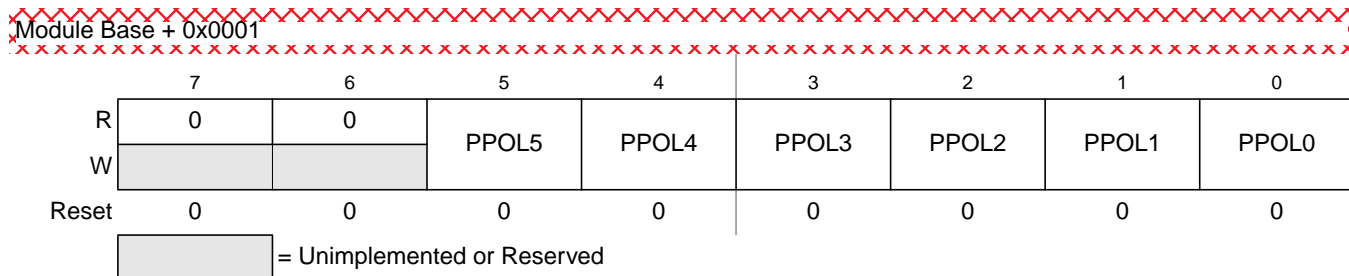 Module Base + 0x0001
7 6 5 4 3 2 1 0
R 0 0 PPOL5 PPOL4 PPOL3 PPOL2 PPOL1 PPOL0
W
Reset 0 0 0 0 0 0 0 0
= Unimplemented or Reserved